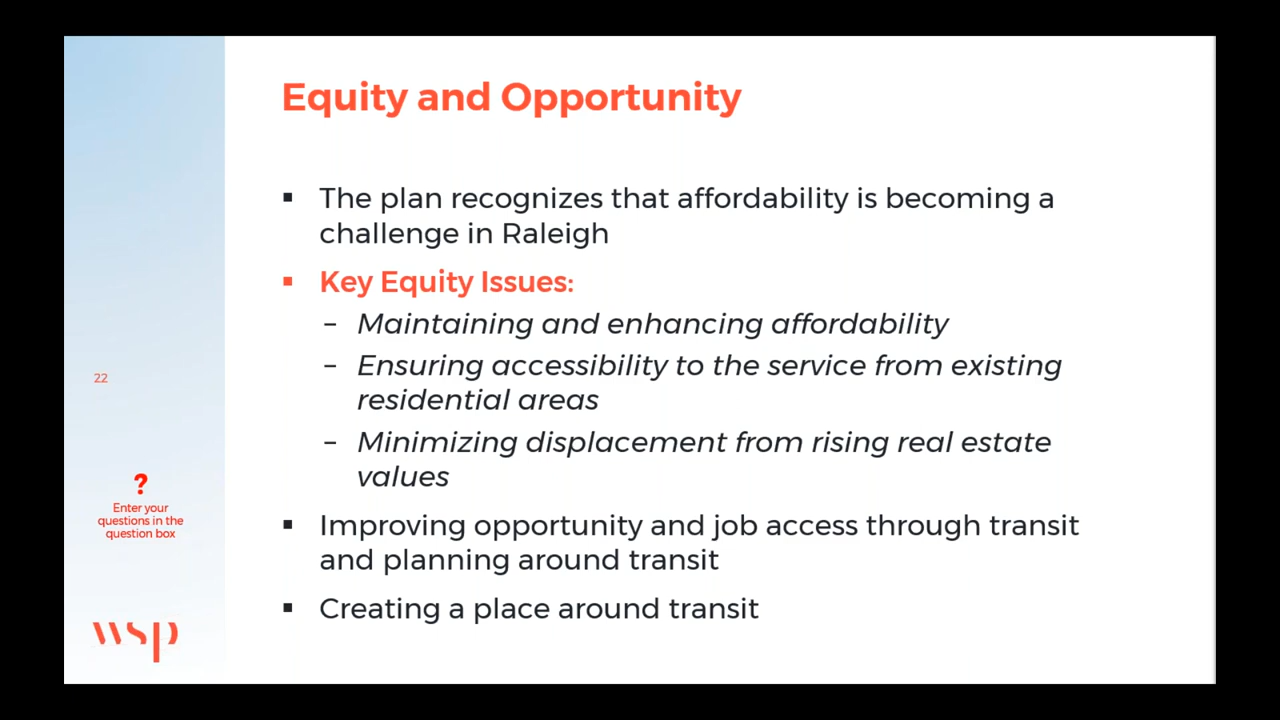 Equity and Opportunity
▪ The plan recognizes that affordability is becoming a
challenge in Raleigh
▪ Key Equity Issues:
– Maintaining and enhancing affordability
– Ensuring accessibility to the service from existing
residential areas
– Minimizing displacement from rising real estate
values
▪ Improving opportunity and job access through transit
and planning around transit
▪ Creating a place around transit
22
?
Enter your
questions in the
question box
wsp